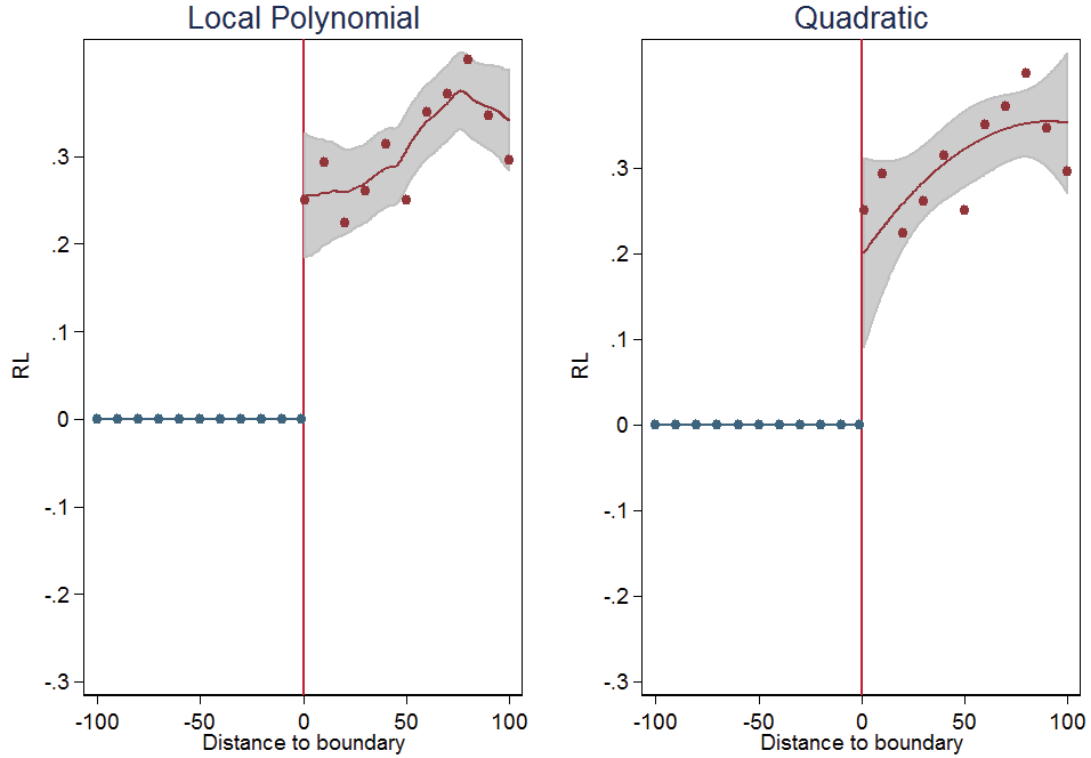 Local Polynomial
RL
.3
.2
.1
0
-.1
-.2
-.3
-100 -50 0 50 100
Distance to boundary
Quadratic
RL
.3
.2
.1
0
-.1
-.2
-.3
-100 -50 0 50 100
Distance to boundary